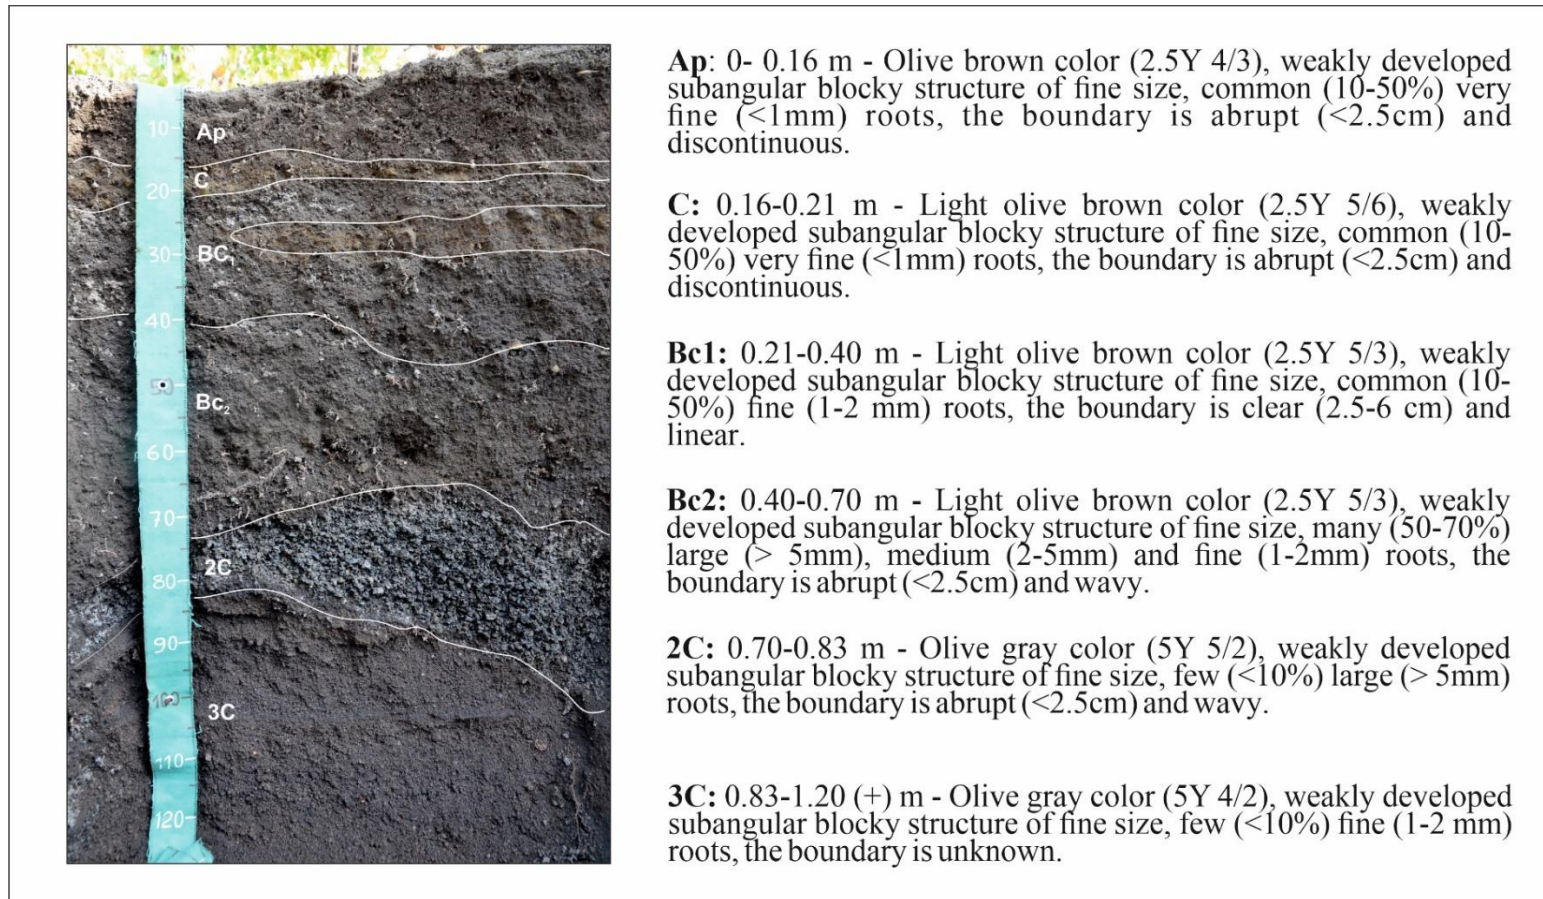 10
Ap
C
20
BC₁
30
40
50
Bc₂
60
70
2C
80
90
100
3C
110
120
Ap: 0- 0.16 m - Olive brown color (2.5Y 4/3), weakly developed
subangular blocky structure of fine size, common (10-50%) very
fine (<1mm) roots, the boundary is abrupt (<2.5cm) and
discontinuous.
C: 0.16-0.21 m - Light olive brown color (2.5Y 5/6), weakly
developed subangular blocky structure of fine size, common (10-
50%) very fine (<1mm) roots, the boundary is abrupt (<2.5cm) and
discontinuous.
Bc1: 0.21-0.40 m - Light olive brown color (2.5Y 5/3), weakly
developed subangular blocky structure of fine size, common (10-
50%) fine (1-2 mm) roots, the boundary is clear (2.5-6 cm) and
linear.
Bc2: 0.40-0.70 m - Light olive brown color (2.5Y 5/3), weakly
developed subangular blocky structure of fine size, many (50-70%)
large (> 5mm), medium (2-5mm) and fine (1-2mm) roots, the
boundary is abrupt (<2.5cm) and wavy.
2C: 0.70-0.83 m - Olive gray color (5Y 5/2), weakly developed
subangular blocky structure of fine size, few (<10%) large (> 5mm)
roots, the boundary is abrupt (<2.5cm) and wavy.
3C: 0.83-1.20 (+) m - Olive gray color (5Y 4/2), weakly developed
subangular blocky structure of fine size, few (<10%) fine (1-2 mm)
roots, the boundary is unknown.